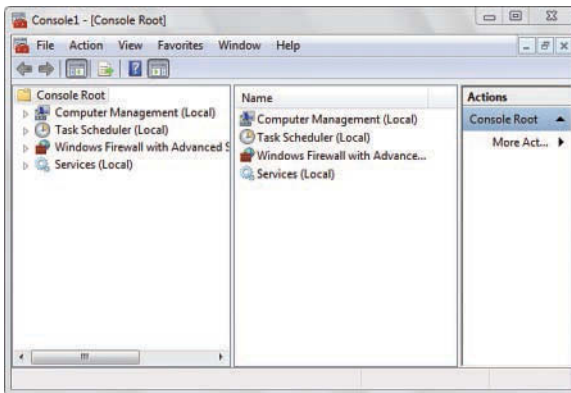 Console1 - [Console Root]
File Action View Favorites Window Help
Console Root
Computer Management (Local)
Task Scheduler (Local)
Windows Firewall with Advanced S
Services (Local)
Name
Computer Management (Local)
Task Scheduler (Local)
Windows Firewall with Advance...
Services (Local)
Actions
Console Root
More Act...